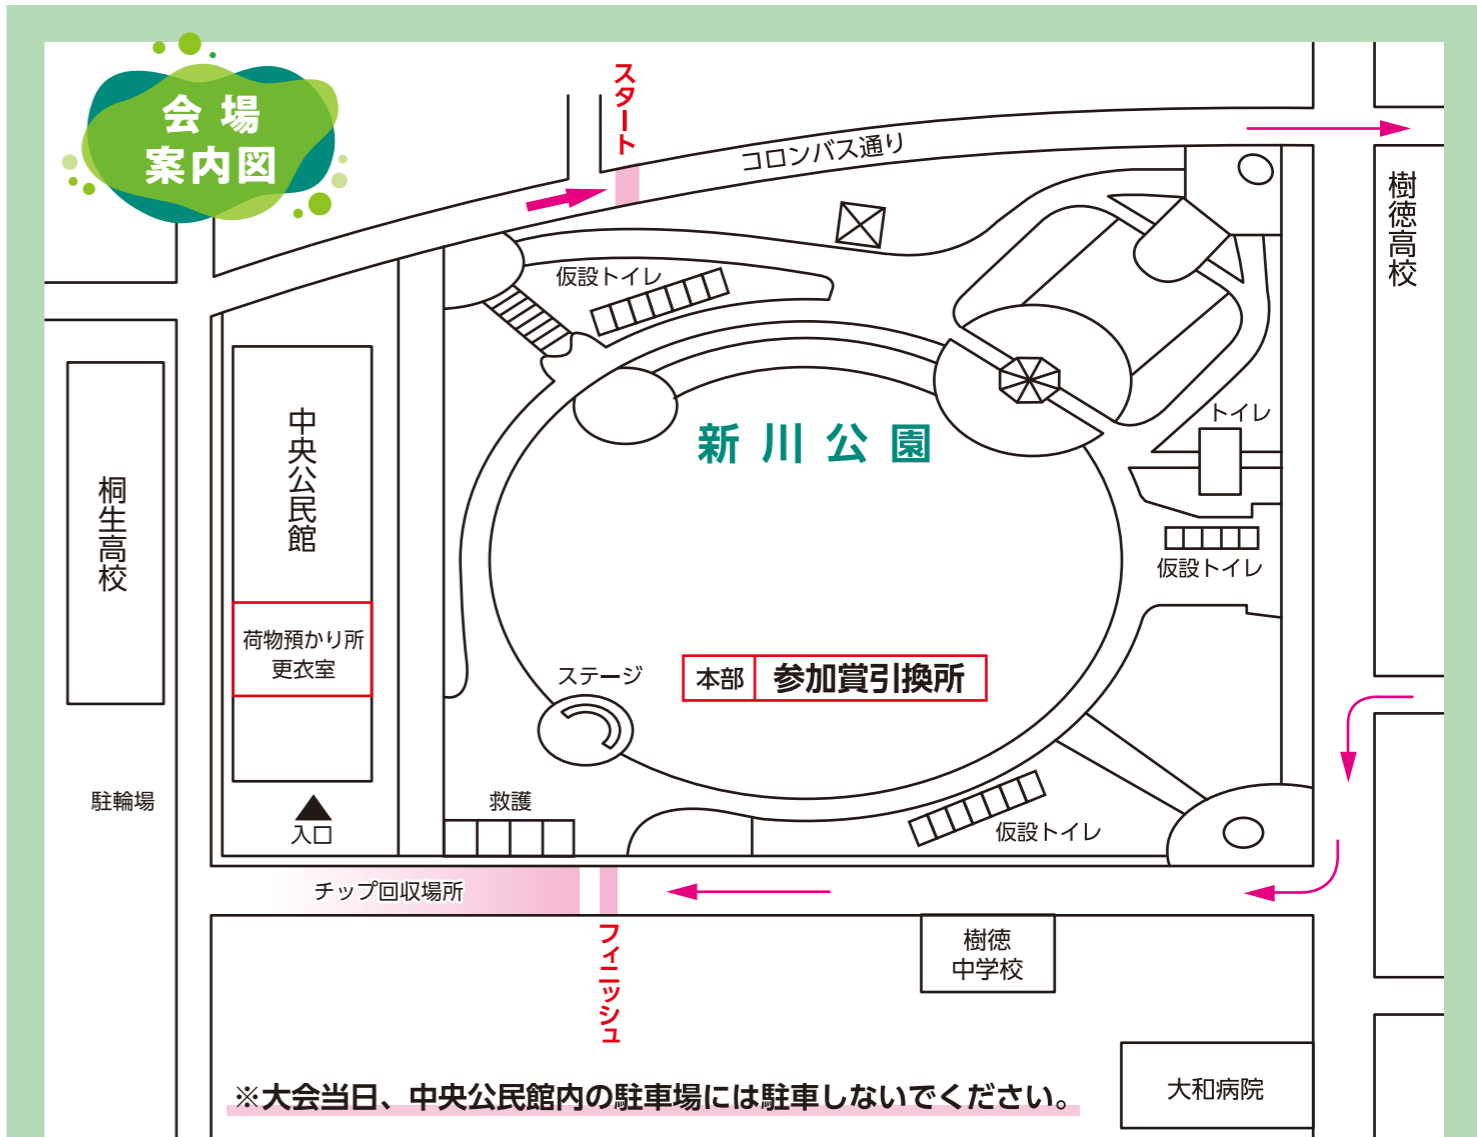 会場
案内図
スタート
コロンバス通り
樹徳高校
仮設トイレ
トイレ
新川公園
中央公民館
桐生高校
仮設トイレ
荷物預かり所
更衣室
ステージ
本部 参加賞引換所
駐輪場
入口
救護
仮設トイレ
チップ回収場所
フィニッシュ
樹徳
中学校
大和病院
※大会当日、中央公民館内の駐車場には駐車しないでください。